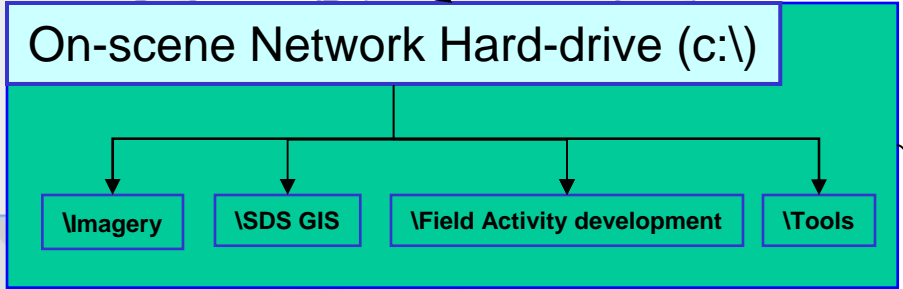 On-scene Network Hard-drive (c:\)
\Imagery
\SDS GIS
\Field Activity development
\Tools